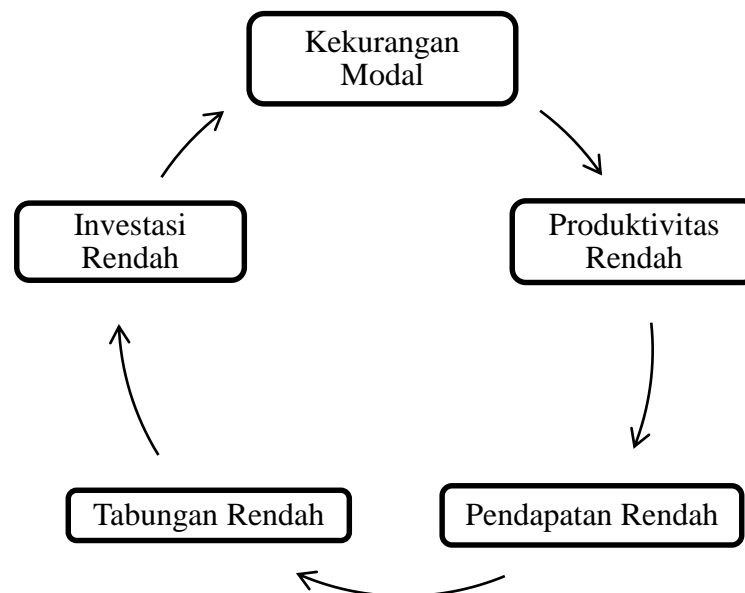 Kekurangan
Modal
Produktivitas
Rendah
Pendapatan Rendah
Tabungan Rendah
Investasi
Rendah